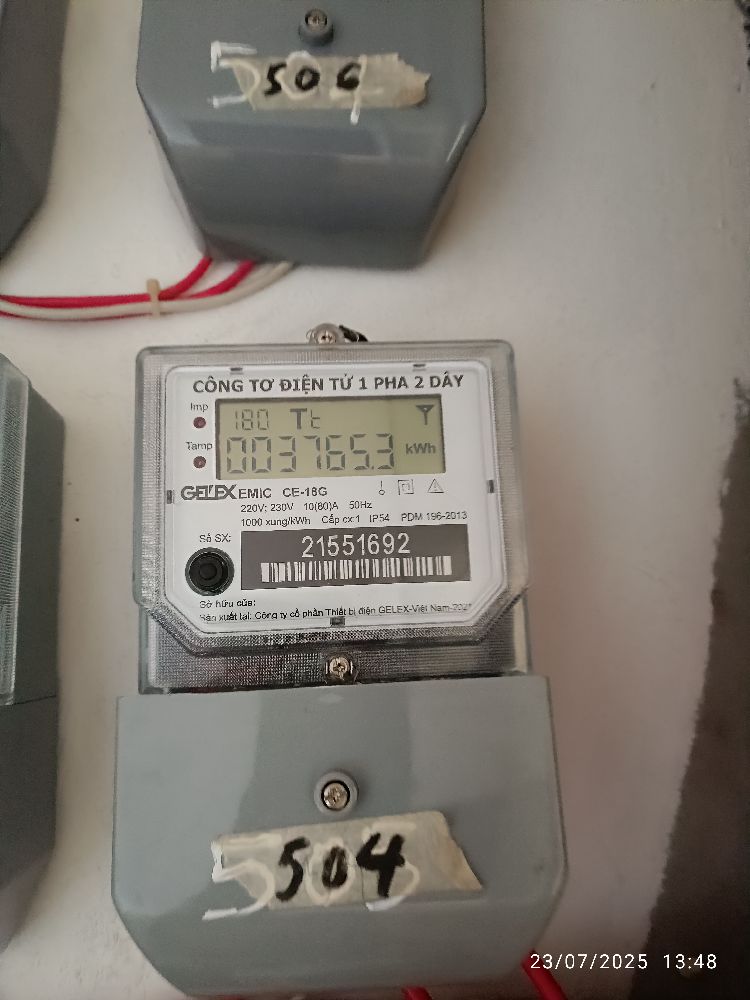 506
CÔNG TƠ ĐIỆN TỬ 1 PHA 2 DÂY
Imp
180 Tt
Tamp
003765.3 kWh
GELEX EMIC CE-18G
220V; 230V 10(80)A 50Hz
1000 xung/kWh Cấp cx:1 IP54 PDM 196-2013
Số SX:
21551692
Sở hữu của:
Sản xuất tại: Công ty cổ phần Thiết bị điện GELEX-Việt Nam
504
23/07/2025 13:48